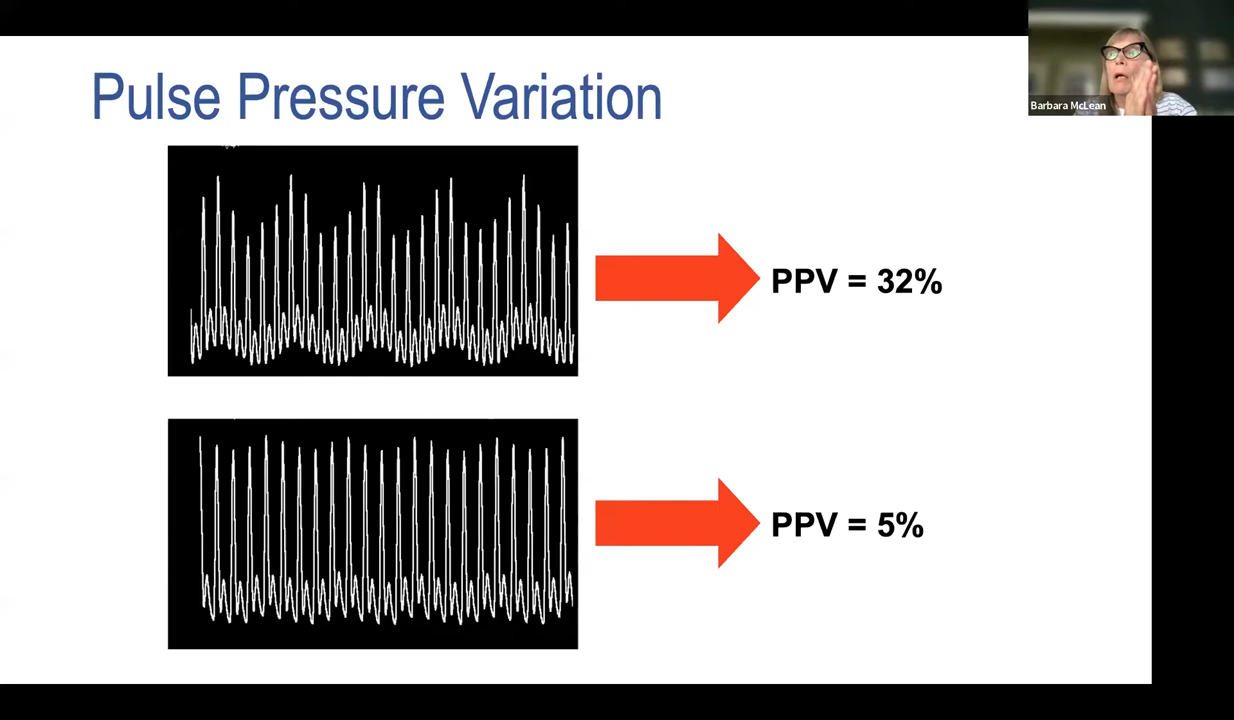 Pulse Pressure Variation
Barbara McLean
PPV = 32%
PPV = 5%